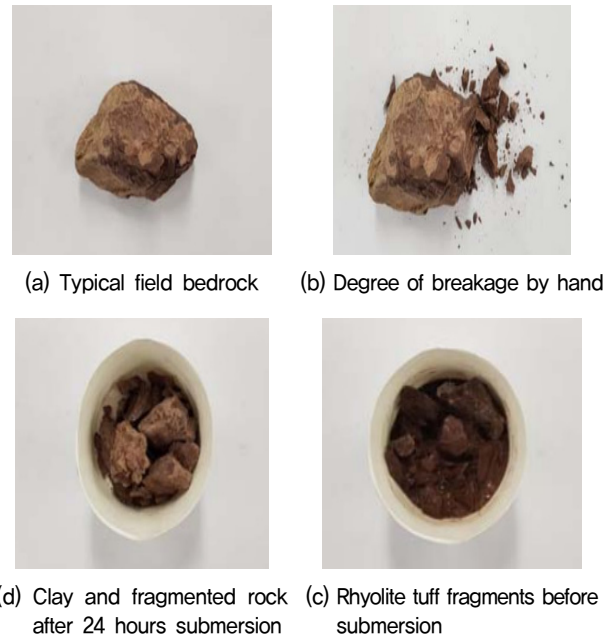 (a) Typical field bedrock
(b) Degree of breakage by hand
(d) Clay and fragmented rock
after 24 hours submersion
(c) Rhyolite tuff fragments before
submersion